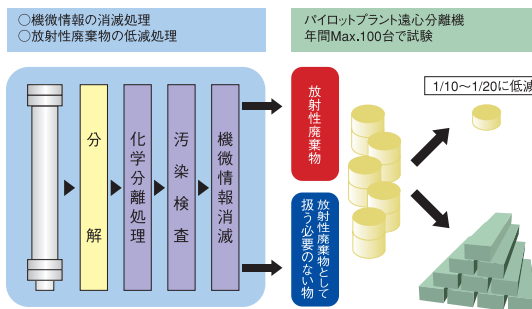 ○機微情報の消滅処理
○放射性廃棄物の低減処理
パイロットプラント遠心分離機
年間Max.100台で試験
分解
化学分離処理
汚染検査
機微情報消滅
放射性廃棄物
放射性廃棄物として
扱う必要のない物
1/10〜1/20に低減